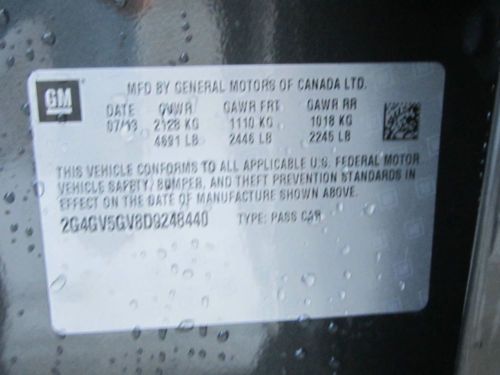 GM
MFD BY GENERAL MOTORS OF CANADA LTD.
DATE GVWR GAWR FRT GAWR RR
07/13 2128 KG 1110 KG 1018 KG
4691 LB 2446 LB 2245 LB
THIS VEHICLE CONFORMS TO ALL APPLICABLE U.S. FEDERAL MOTOR
VEHICLE SAFETY, BUMPER, AND THEFT PREVENTION STANDARDS IN
EFFECT ON THE DATE OF MANUFACTURE SHOWN ABOVE.
2G4GV5GV8D9248440 TYPE: PASS CAR